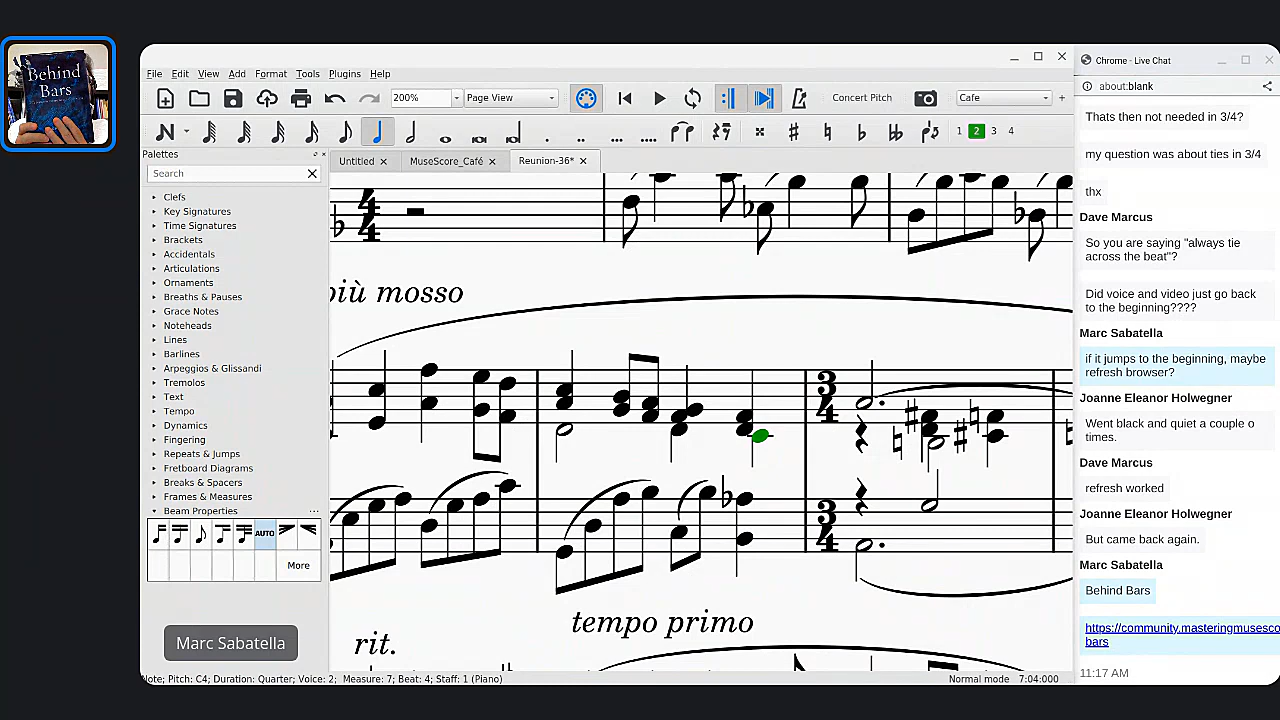 Behind
Bars
File Edit View Add Format Tools Plugins Help
200% Page View Concert Pitch Cafe
1 2 3 4
Palettes
Search
Clefs
Key Signatures
Time Signatures
Brackets
Accidentals
Articulations
Ornaments
Breaths & Pauses
Grace Notes
Noteheads
Lines
Barlines
Arpeggios & Glissandi
Tremolos
Text
Tempo
Dynamics
Fingering
Repeats & Jumps
Fretboard Diagrams
Breaks & Spacers
Frames & Measures
Beam Properties
AUTO
More
Marc Sabatella
Untitled MuseScore_Café Reunion-36*
più mosso
tempo primo
rit.
Note; Pitch: C4; Duration: Quarter; Voice: 2; Measure: 7; Beat: 4; Staff: 1 (Piano)
Normal mode 7:04:000
Chrome - Live Chat
about:blank
Thats then not needed in 3/4?
my question was about ties in 3/4
thx
Dave Marcus
So you are saying "always tie
across the beat"?
Did voice and video just go back
to the beginning????
Marc Sabatella
if it jumps to the beginning, maybe
refresh browser?
Joanne Eleanor Holwegner
Went black and quiet a couple o
times.
Dave Marcus
refresh worked
Joanne Eleanor Holwegner
But came back again.
Marc Sabatella
Behind Bars
https://community.masteringmusesco
bars
11:17 AM